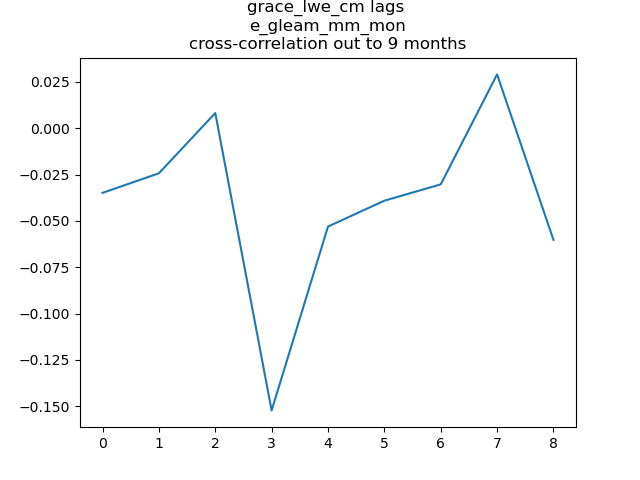 grace_lwe_cm lags
e_gleam_mm_mon
cross-correlation out to 9 months
0.025
0.000
−0.025
−0.050
−0.075
−0.100
−0.125
−0.150
0 1 2 3 4 5 6 7 8